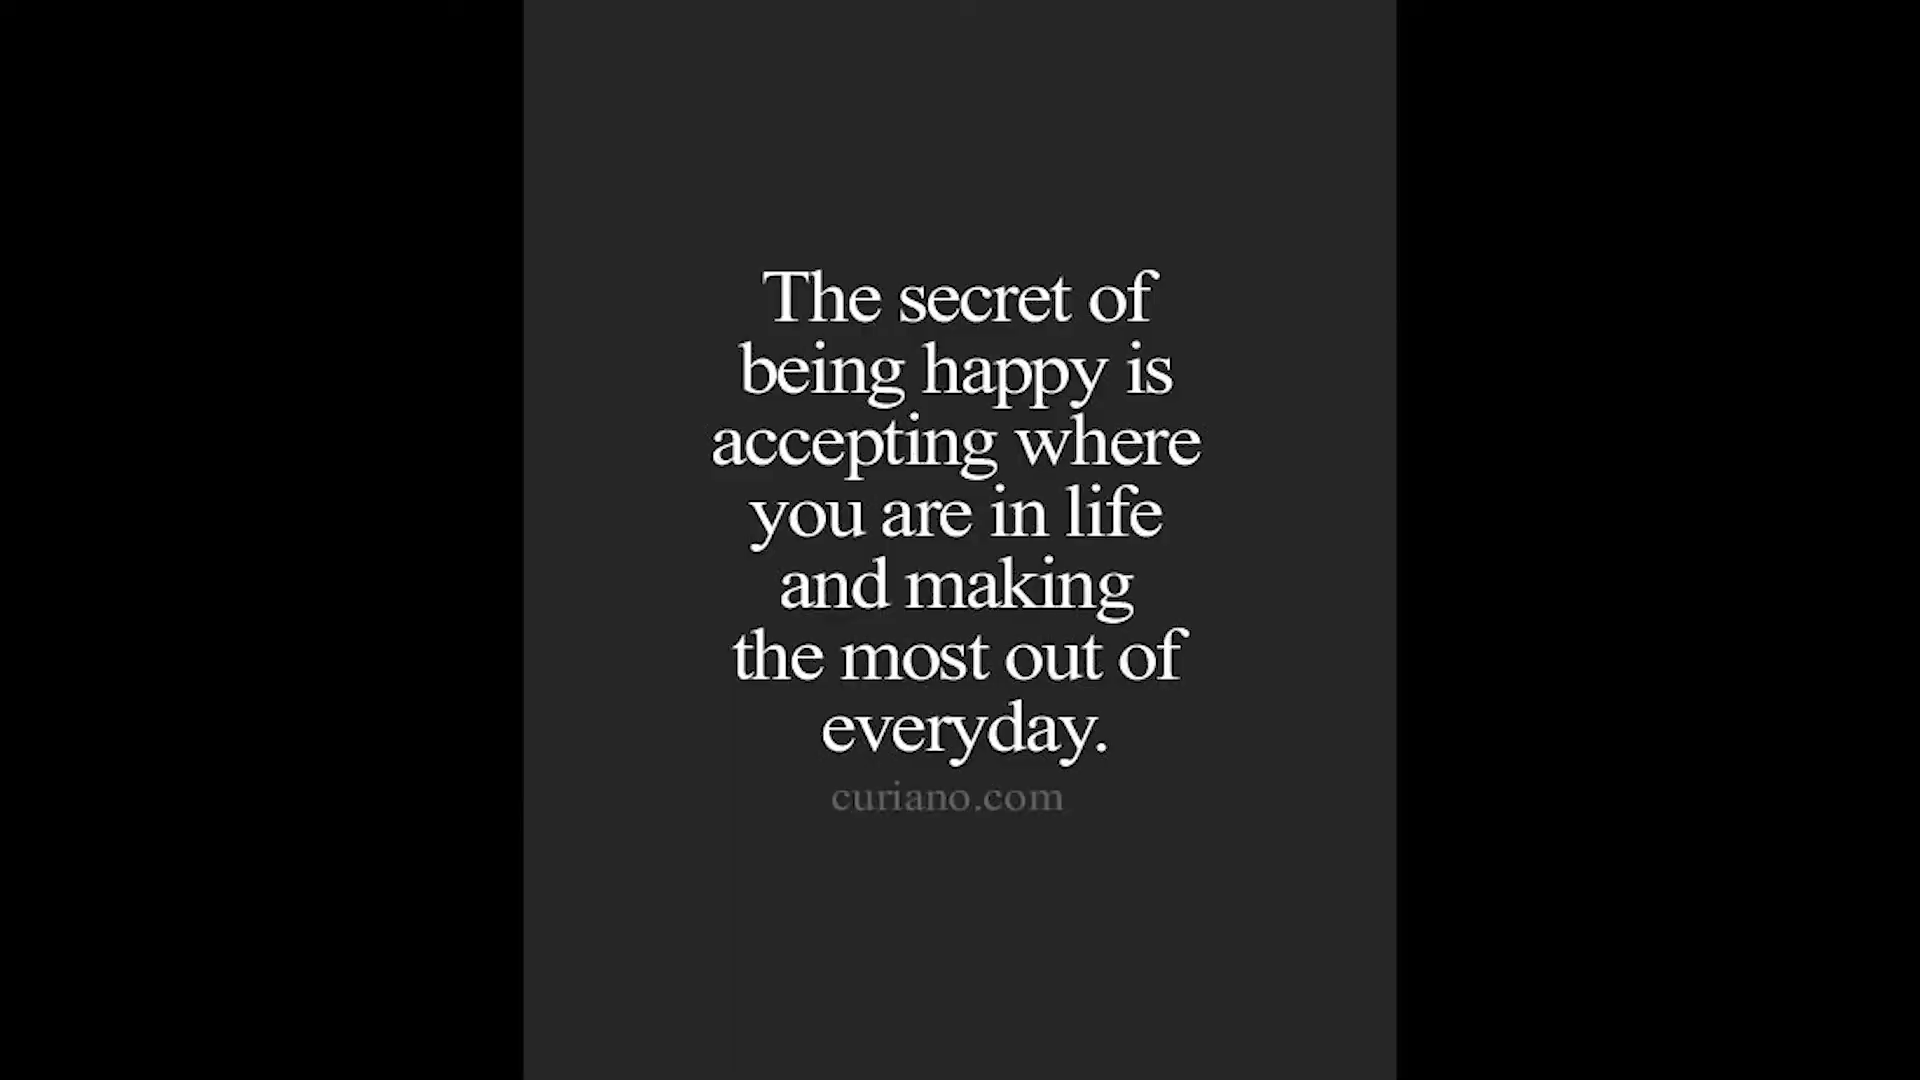 The secret of
being happy is
accepting where
you are in life
and making
the most out of
everyday.
curiano.com